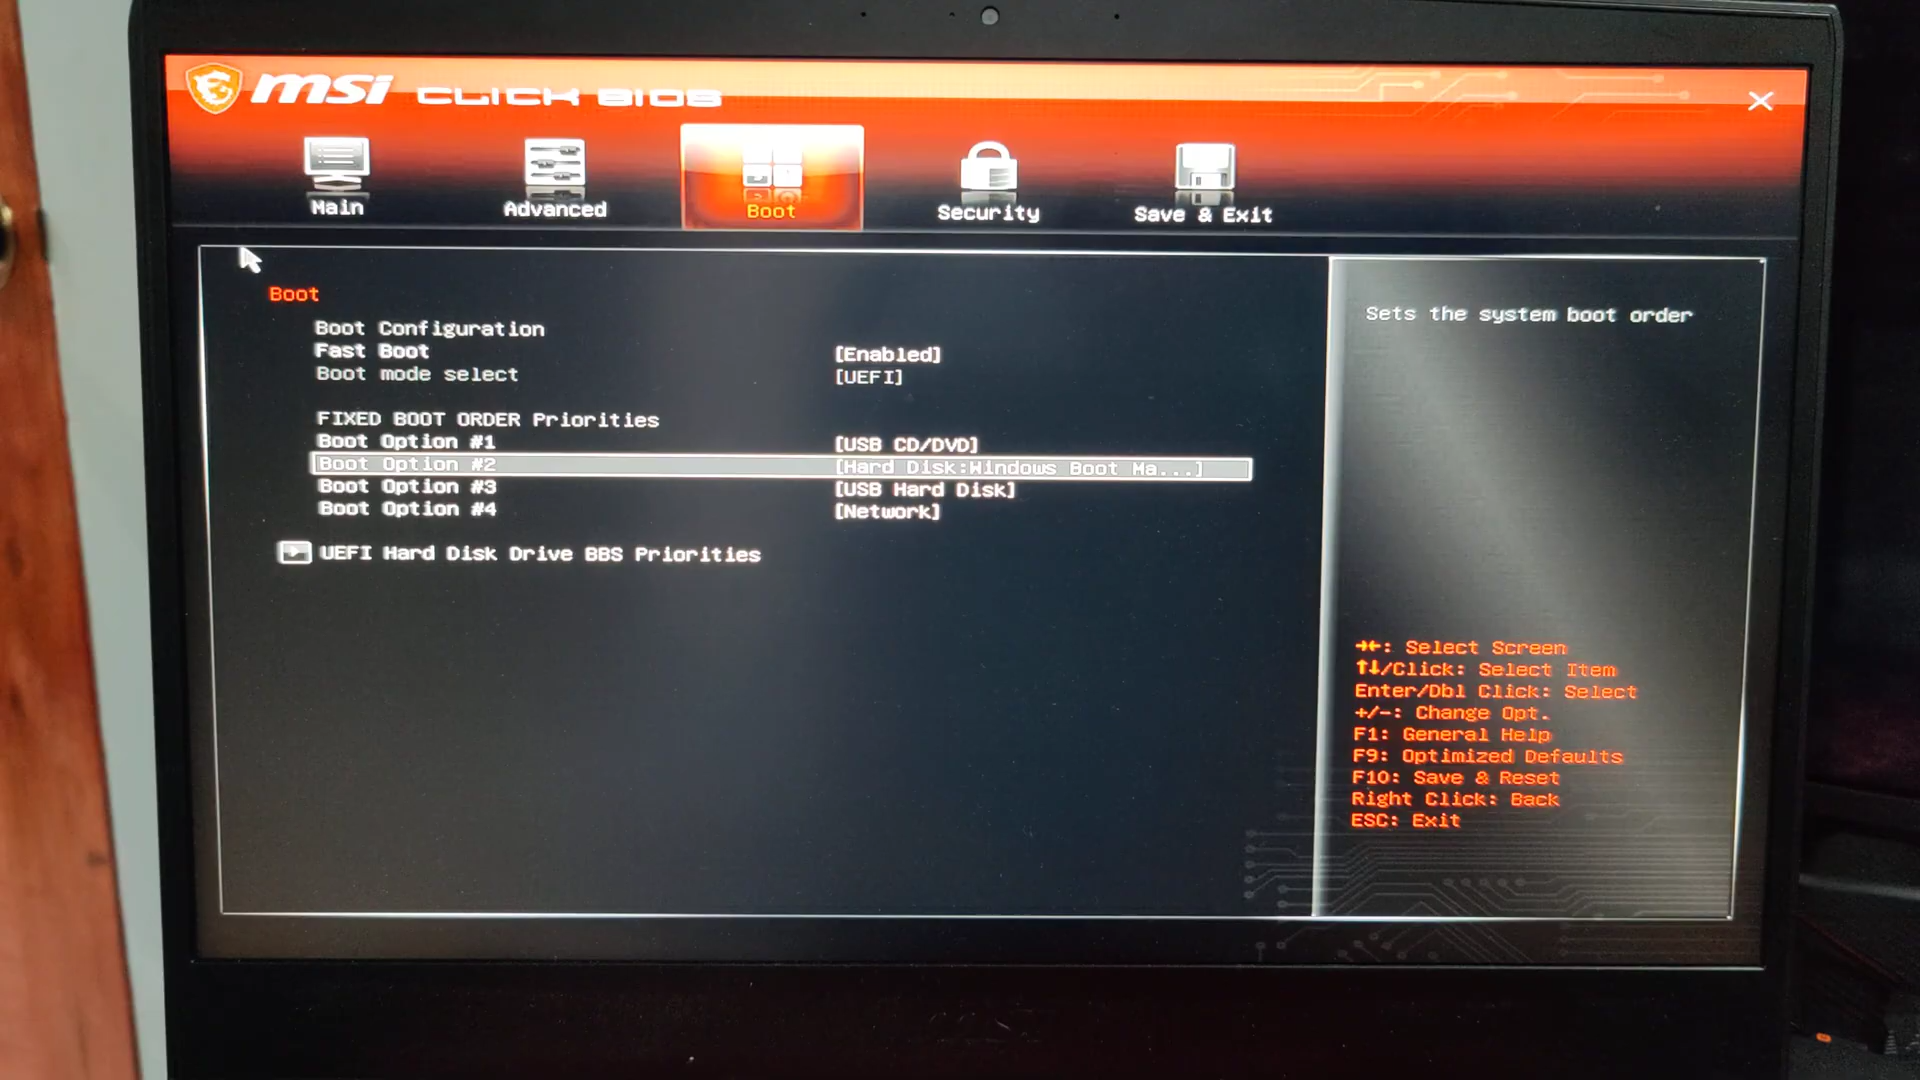 msi CLICK BIOS
Main
Advanced
Boot
Security
Save & Exit
Boot
Boot Configuration
Fast Boot [Enabled]
Boot mode select [UEFI]
FIXED BOOT ORDER Priorities
Boot Option #1 [USB CD/DVD]
Boot Option #2 [Hard Disk:Windows Boot Ma...]
Boot Option #3 [USB Hard Disk]
Boot Option #4 [Network]
UEFI Hard Disk Drive BBS Priorities
Sets the system boot order
→←: Select Screen
↑↓/Click: Select Item
Enter/Dbl Click: Select
+/-: Change Opt.
F1: General Help
F9: Optimized Defaults
F10: Save & Reset
Right Click: Back
ESC: Exit